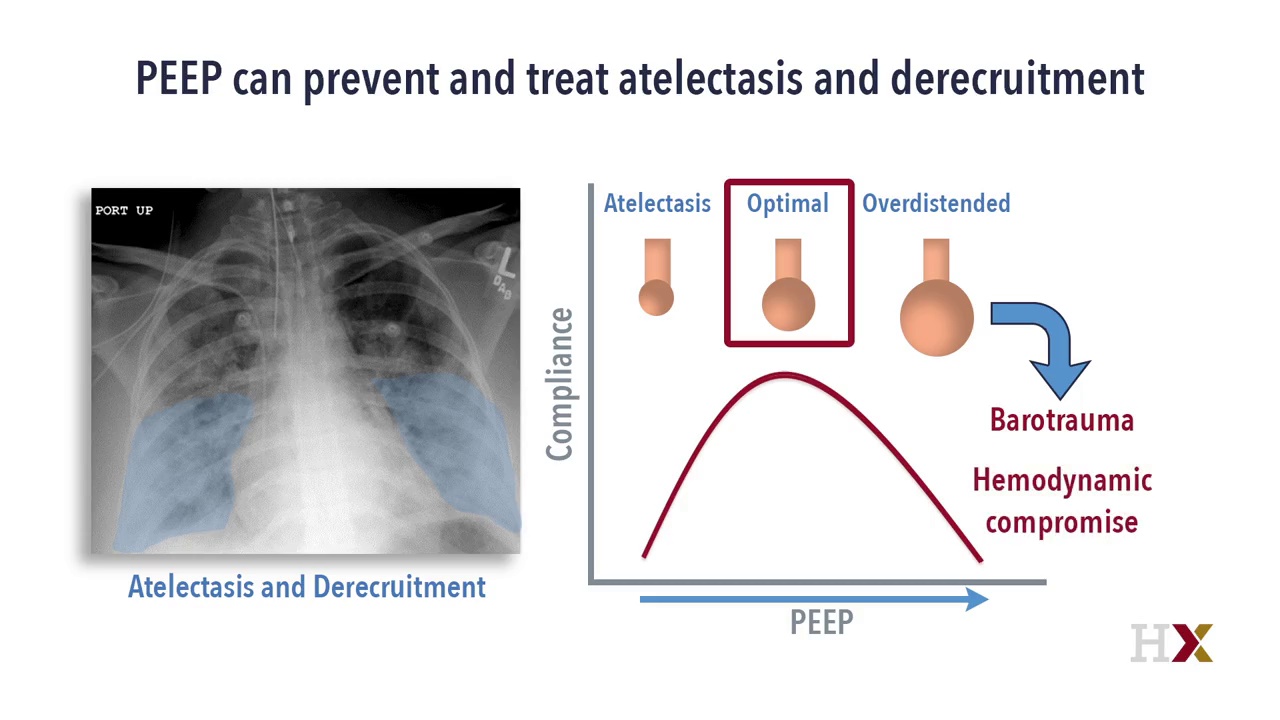 PEEP can prevent and treat atelectasis and derecruitment
PORT UP
L
DAD
Atelectasis and Derecruitment
Atelectasis
Optimal
Overdistended
Compliance
Barotrauma
Hemodynamic
compromise
PEEP
HX